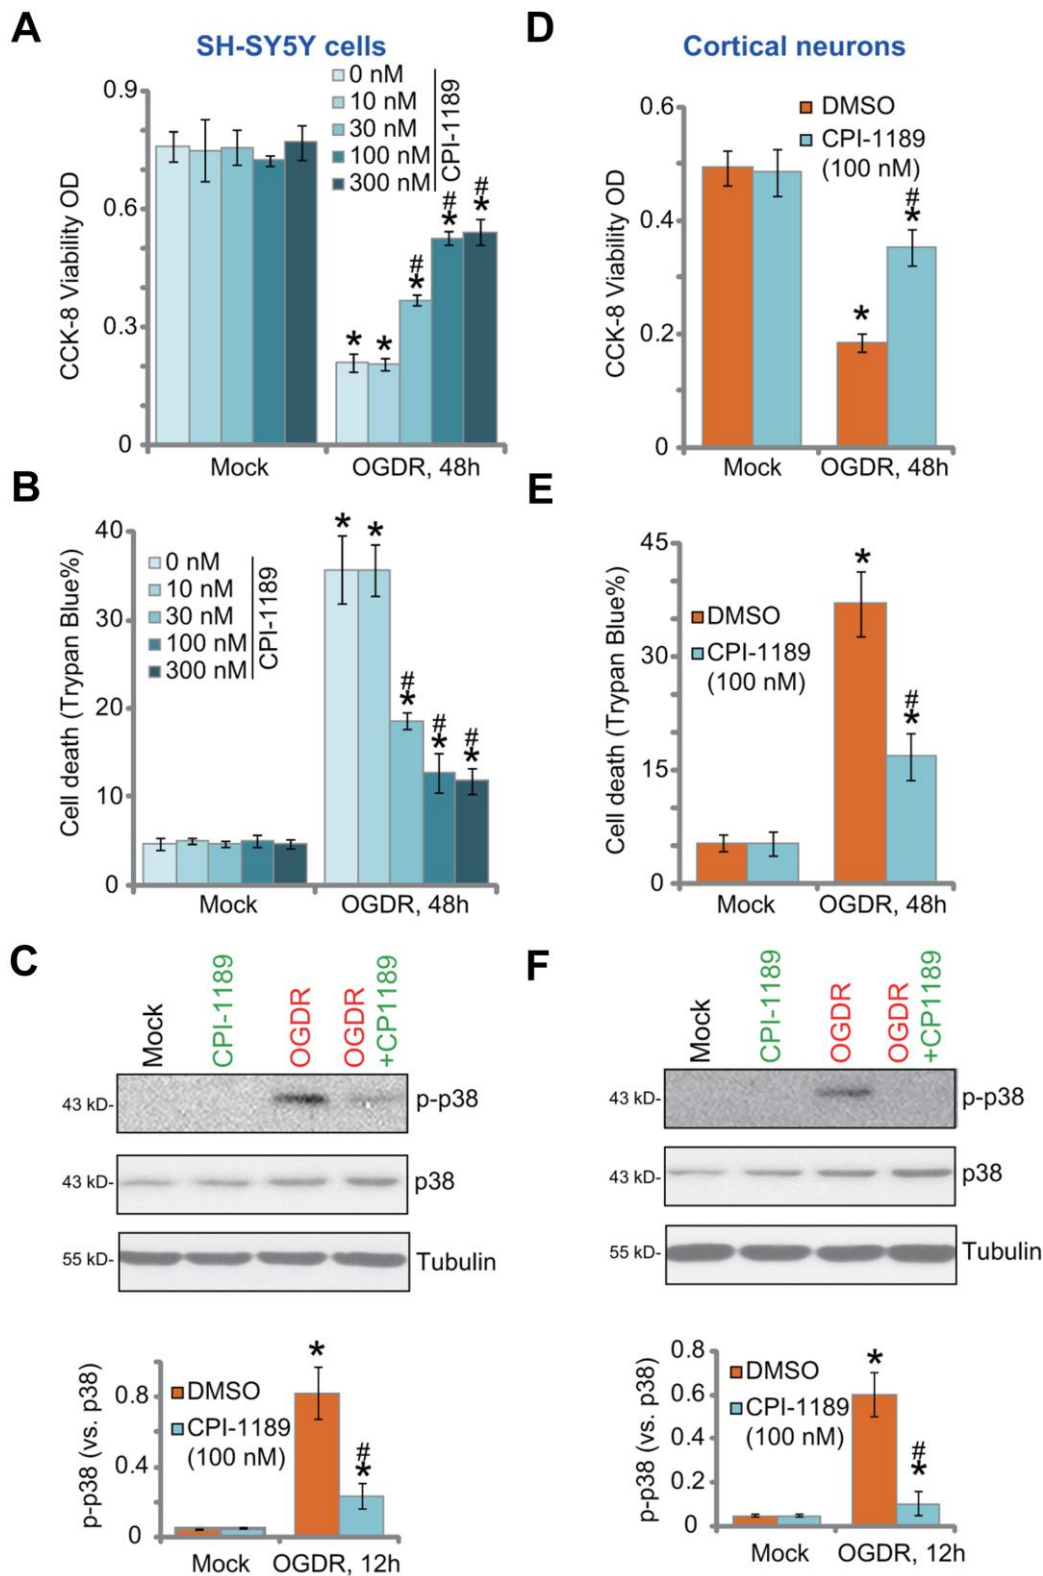 A
SH-SY5Y cells
0 nM
10 nM
30 nM
100 nM
300 nM
CPI-1189
CCK-8 Viability OD
0.9
0.6
0.3
0
* * # * # * # *
Mock
OGDR, 48h
D
Cortical neurons
DMSO
CPI-1189
(100 nM)
CCK-8 Viability OD
0.6
0.4
0.2
0
* # *
Mock
OGDR, 48h
B
0 nM
10 nM
30 nM
100 nM
300 nM
CPI-1189
Cell death (Trypan Blue%)
40
30
20
10
0
* * # * # * # *
Mock
OGDR, 48h
E
DMSO
CPI-1189
(100 nM)
Cell death (Trypan Blue%)
45
30
15
0
* # *
Mock
OGDR, 48h
C
Mock
CPI-1189
OGDR
OGDR
+CP1189
43 kD-
p-p38
43 kD-
p38
55 kD-
Tubulin
DMSO
CPI-1189
(100 nM)
p-p38 (vs. p38)
0.8
0.4
0
* # *
Mock
OGDR, 12h
F
Mock
CPI-1189
OGDR
OGDR
+CP1189
43 kD-
p-p38
43 kD-
p38
55 kD-
Tubulin
DMSO
CPI-1189
(100 nM)
p-p38 (vs. p38)
0.8
0.6
0.4
0.2
0
* # *
Mock
OGDR, 12h